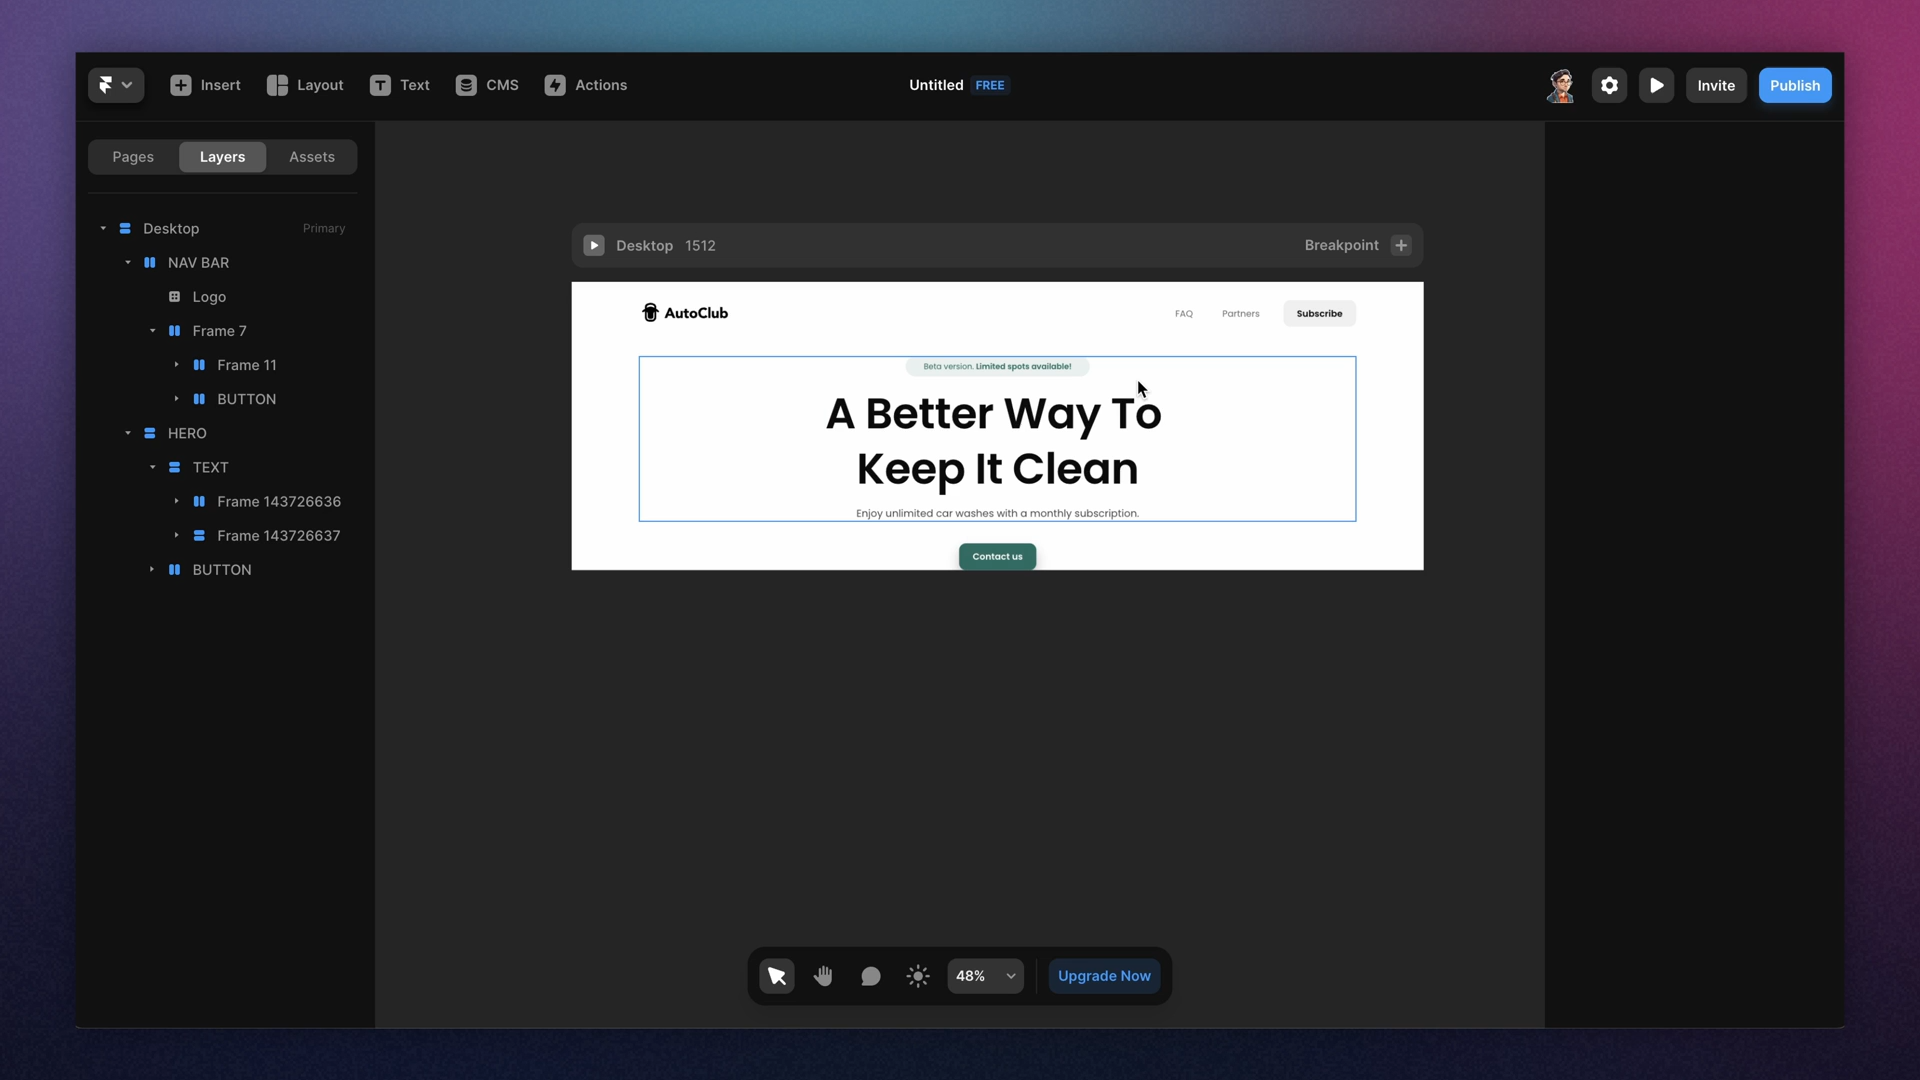 Insert
Layout
Text
CMS
Actions
Untitled FREE
Invite
Publish
Pages
Layers
Assets
Desktop Primary
NAV BAR
Logo
Frame 7
Frame 11
BUTTON
HERO
TEXT
Frame 143726636
Frame 143726637
BUTTON
Desktop 1512
Breakpoint
AutoClub
FAQ
Partners
Subscribe
Beta version. Limited spots available!
A Better Way To
Keep It Clean
Enjoy unlimited car washes with a monthly subscription.
Contact us
48%
Upgrade Now